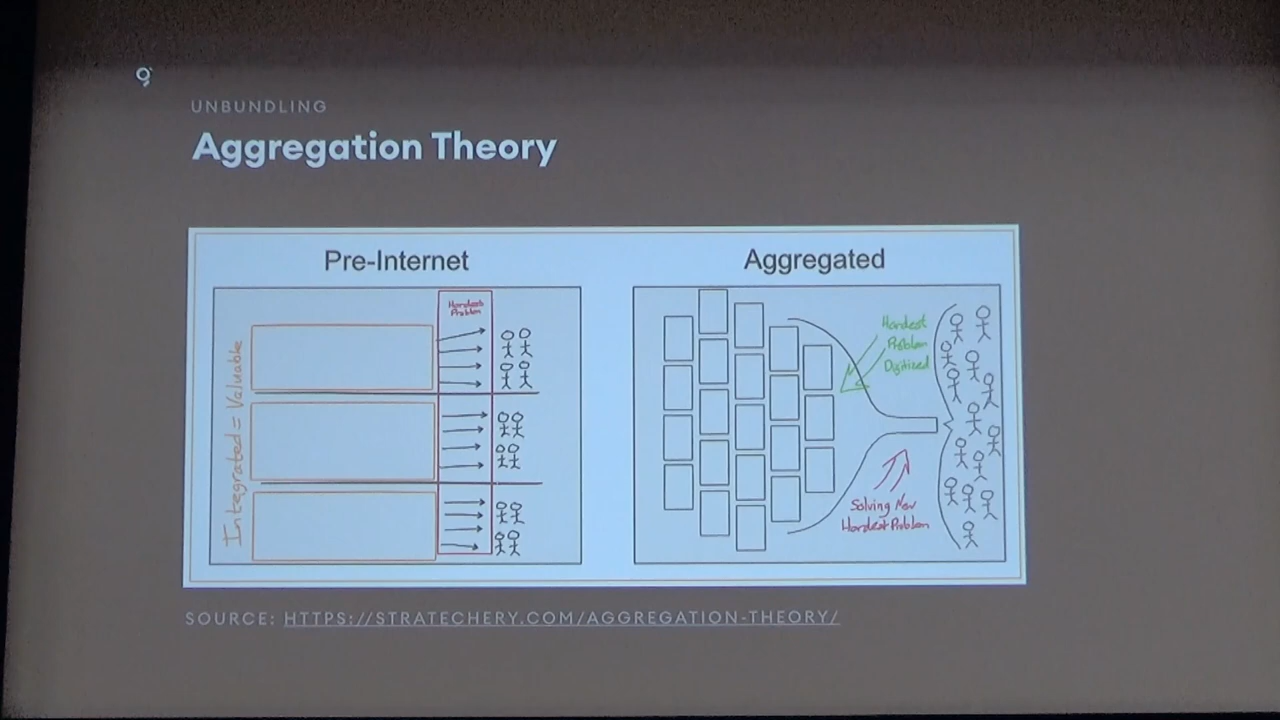 UNBUNDLING
Aggregation Theory
Pre-Internet
Integrated = Valuable
Hardest
Problem
Aggregated
Hardest
Problem
Digitized
Solving New
Hardest Problem
SOURCE: HTTPS://STRATECHERY.COM/AGGREGATION-THEORY/